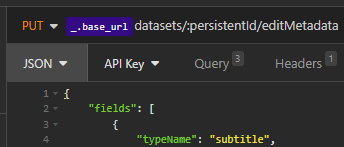 PUT _.base_url datasets/:persistentId/editMetadata
JSON API Key Query 3 Headers 1
1 {
2 "fields": [
3 {
4 "typeName": "subtitle",